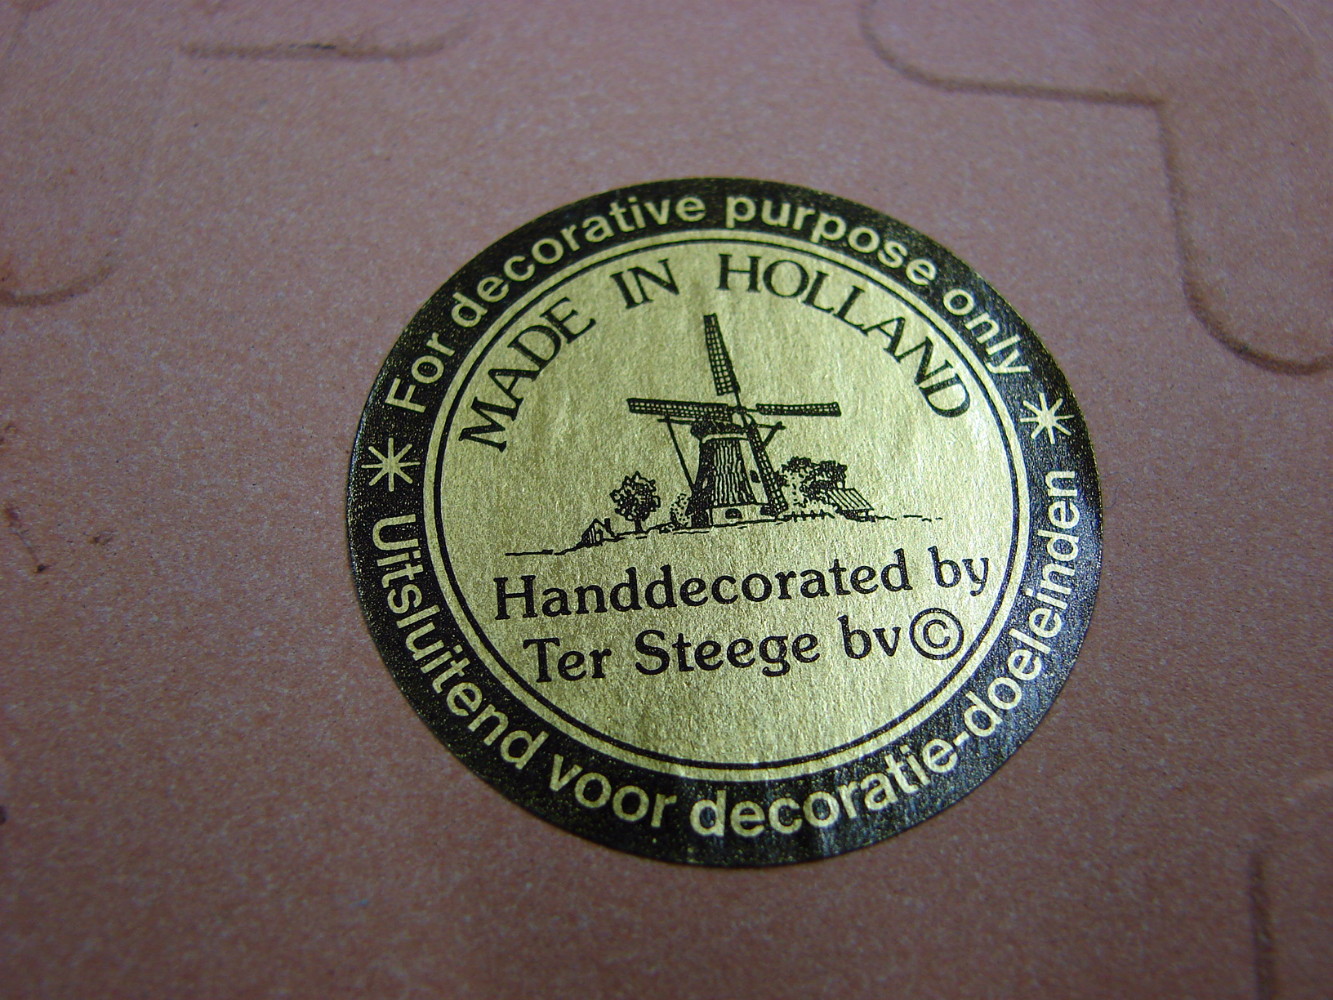 For decorative purpose only
MADE IN HOLLAND
Handdecorated by
Ter Steege bv©
Uitsluitend voor decoratie-doeleinden